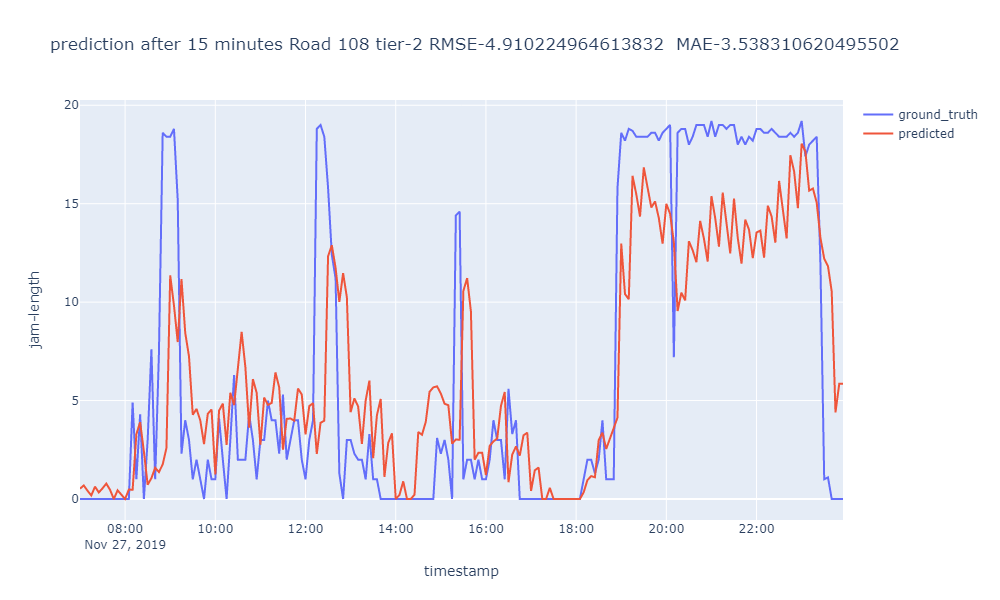 prediction after 15 minutes Road 108 tier-2 RMSE-4.910224964613832  MAE-3.538310620495502
ground_truth
predicted
20
15
10
5
0
jam-length
08:00 10:00 12:00 14:00 16:00 18:00 20:00 22:00
Nov 27, 2019
timestamp